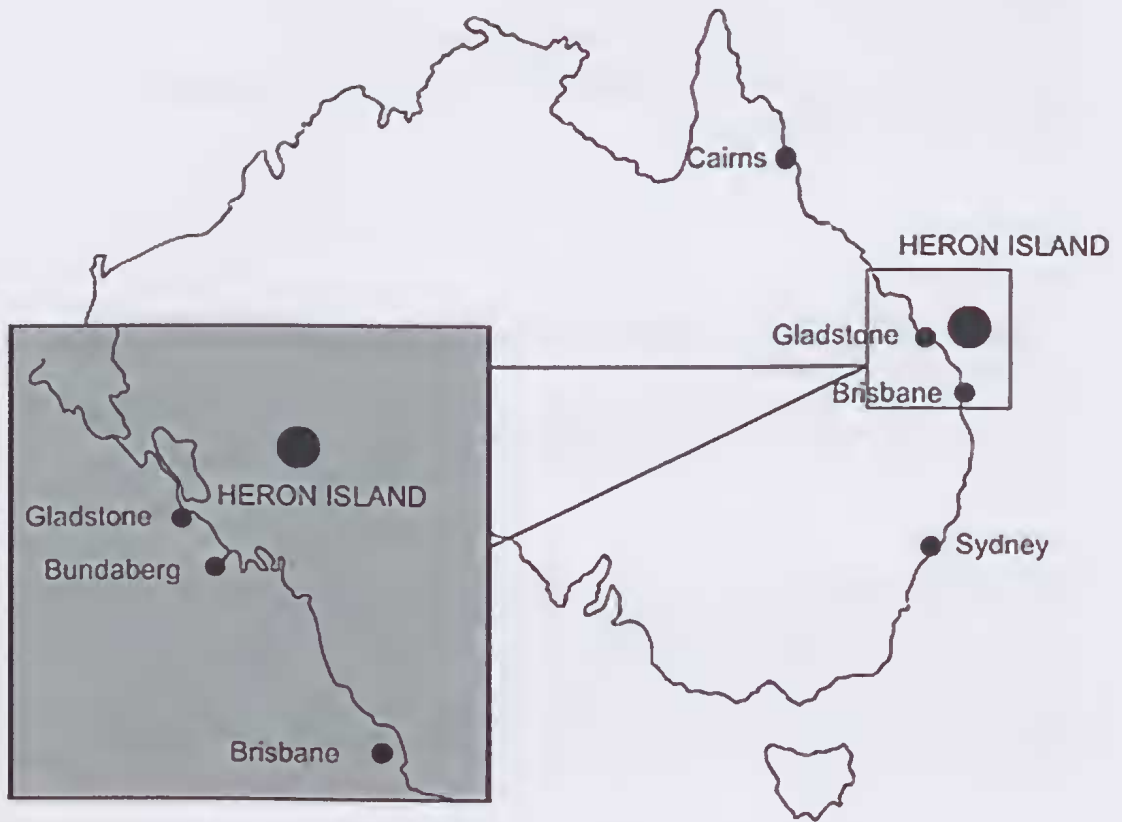 Cairns
HERON ISLAND
Gladstone
Brisbane
HERON ISLAND
Gladstone
Bundaberg
Sydney
Brisbane